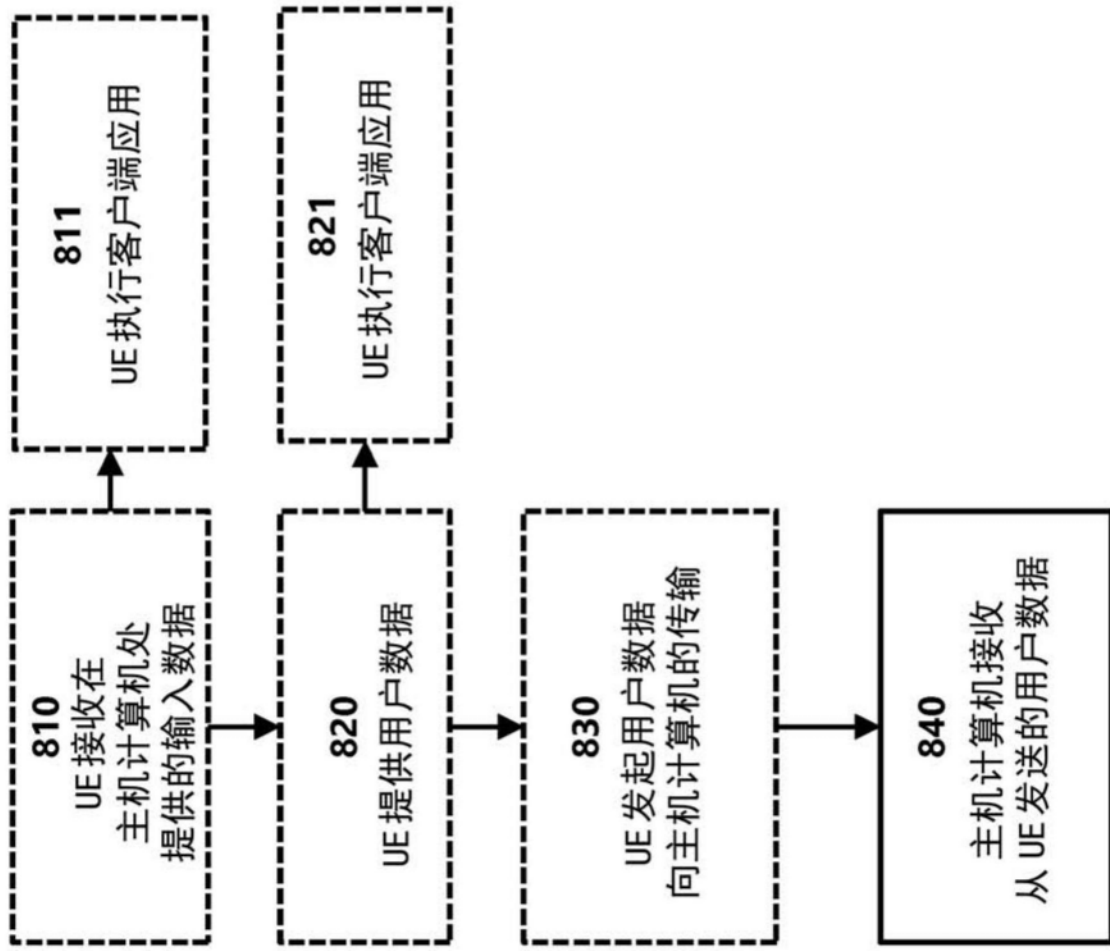 810
UE 接收在
主机计算机处
提供的输入数据
811
UE 执行客户端应用
820
UE 提供用户数据
821
UE 执行客户端应用
830
UE 发起用户数据
向主机计算机的传输
840
主机计算机接收
从 UE 发送的用户数据